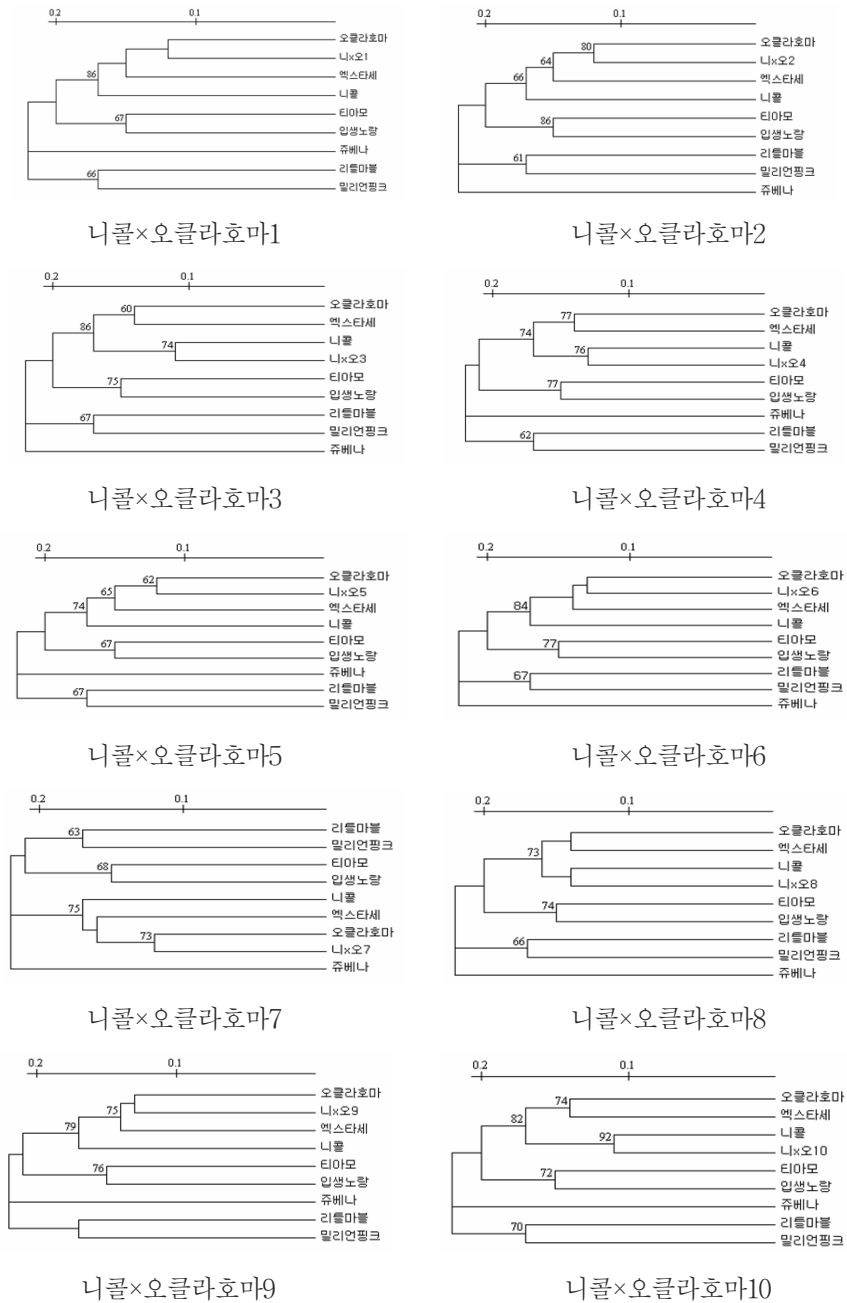 0.2 0.1
오클라호마
니x오1
엑스타세
86
니콜
티아모
67
입생노랑
쥬베나
리틀마블
66
밀리언핑크
니콜×오클라호마1
0.2 0.1
오클라호마
80
니x오2
64
엑스타세
66
니콜
티아모
86
입생노랑
리틀마블
61
밀리언핑크
쥬베나
니콜×오클라호마2
0.2 0.1
오클라호마
60
엑스타세
86
니콜
74
니x오3
티아모
75
입생노랑
리틀마블
67
밀리언핑크
쥬베나
니콜×오클라호마3
0.2 0.1
오클라호마
77
엑스타세
74
니콜
76
니x오4
티아모
77
입생노랑
쥬베나
리틀마블
62
밀리언핑크
니콜×오클라호마4
0.2 0.1
오클라호마
62
니x오5
65
엑스타세
74
니콜
티아모
67
입생노랑
쥬베나
리틀마블
67
밀리언핑크
니콜×오클라호마5
0.2 0.1
오클라호마
니x오6
엑스타세
84
니콜
티아모
77
입생노랑
리틀마블
67
밀리언핑크
쥬베나
니콜×오클라호마6
0.2 0.1
리틀마블
63
밀리언핑크
티아모
68
입생노랑
니콜
75
엑스타세
오클라호마
73
니x오7
쥬베나
니콜×오클라호마7
0.2 0.1
오클라호마
엑스타세
73
니콜
니x오8
티아모
74
입생노랑
리틀마블
66
밀리언핑크
쥬베나
니콜×오클라호마8
0.2 0.1
오클라호마
니x오9
75
엑스타세
79
니콜
티아모
76
입생노랑
쥬베나
리틀마블
밀리언핑크
니콜×오클라호마9
0.2 0.1
오클라호마
74
엑스타세
82
니콜
92
니x오10
티아모
72
입생노랑
쥬베나
리틀마블
70
밀리언핑크
니콜×오클라호마10